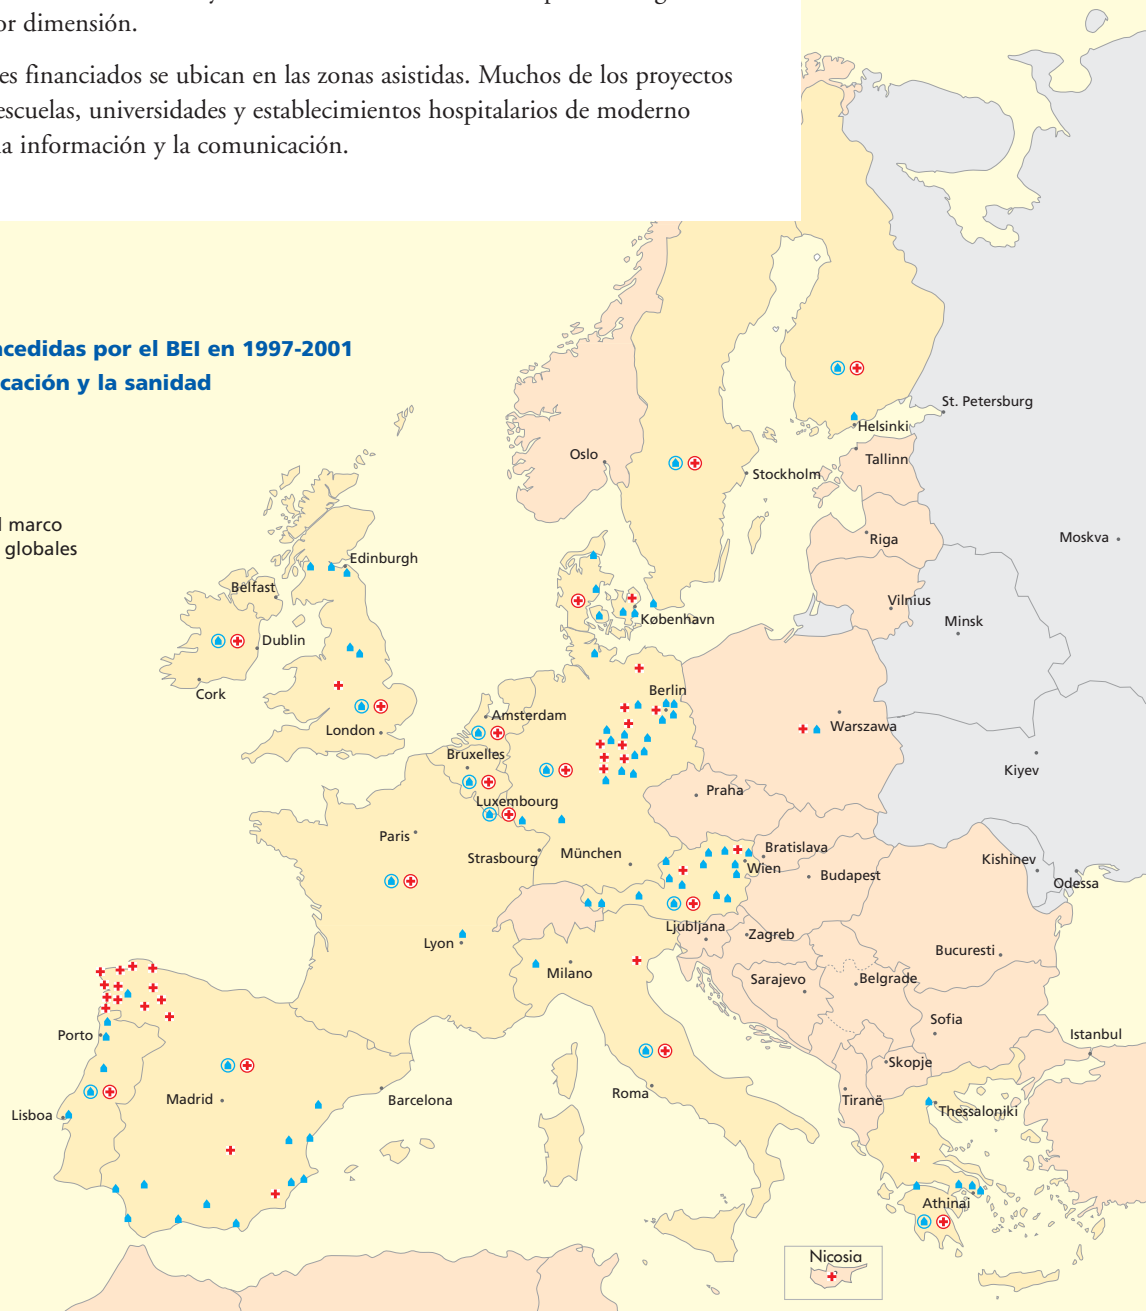 or dimensión.
es financiados se ubican en las zonas asistidas. Muchos de los proyectos
escuelas, universidades y establecimientos hospitalarios de moderno
a información y la comunicación.
cedidas por el BEI en 1997-2001
cación y la sanidad
l marco
globales
St. Petersburg
Helsinki
Tallinn
Oslo
Stockholm
Riga
Moskva
Edinburgh
Belfast
Vilnius
København
Minsk
Dublin
Cork
Berlin
Amsterdam
London
Warszawa
Bruxelles
Kiyev
Praha
Luxembourg
Paris
Strasbourg
München
Bratislava
Wien
Kishinev
Budapest
Odessa
Ljubljana
Zagreb
Lyon
Milano
Bucuresti
Sarajevo
Belgrade
Sofia
Porto
Istanbul
Skopje
Roma
Madrid
Barcelona
Tiranë
Lisboa
Thessaloniki
Athinai
Nicosia